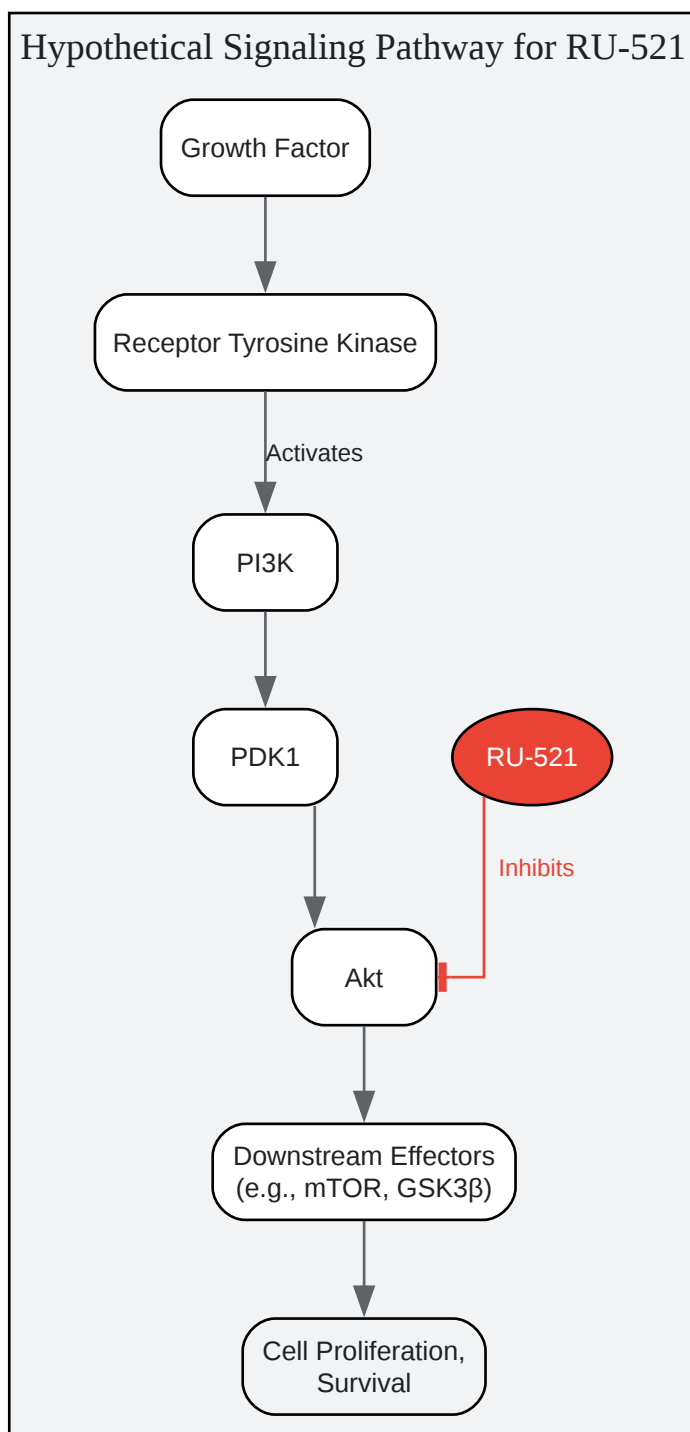 Hypothetical Signaling Pathway for RU-521
Growth Factor
Receptor Tyrosine Kinase
Activates
PI3K
PDK1
RU-521
Inhibits
Akt
Downstream Effectors
(e.g., mTOR, GSK3β)
Cell Proliferation,
Survival